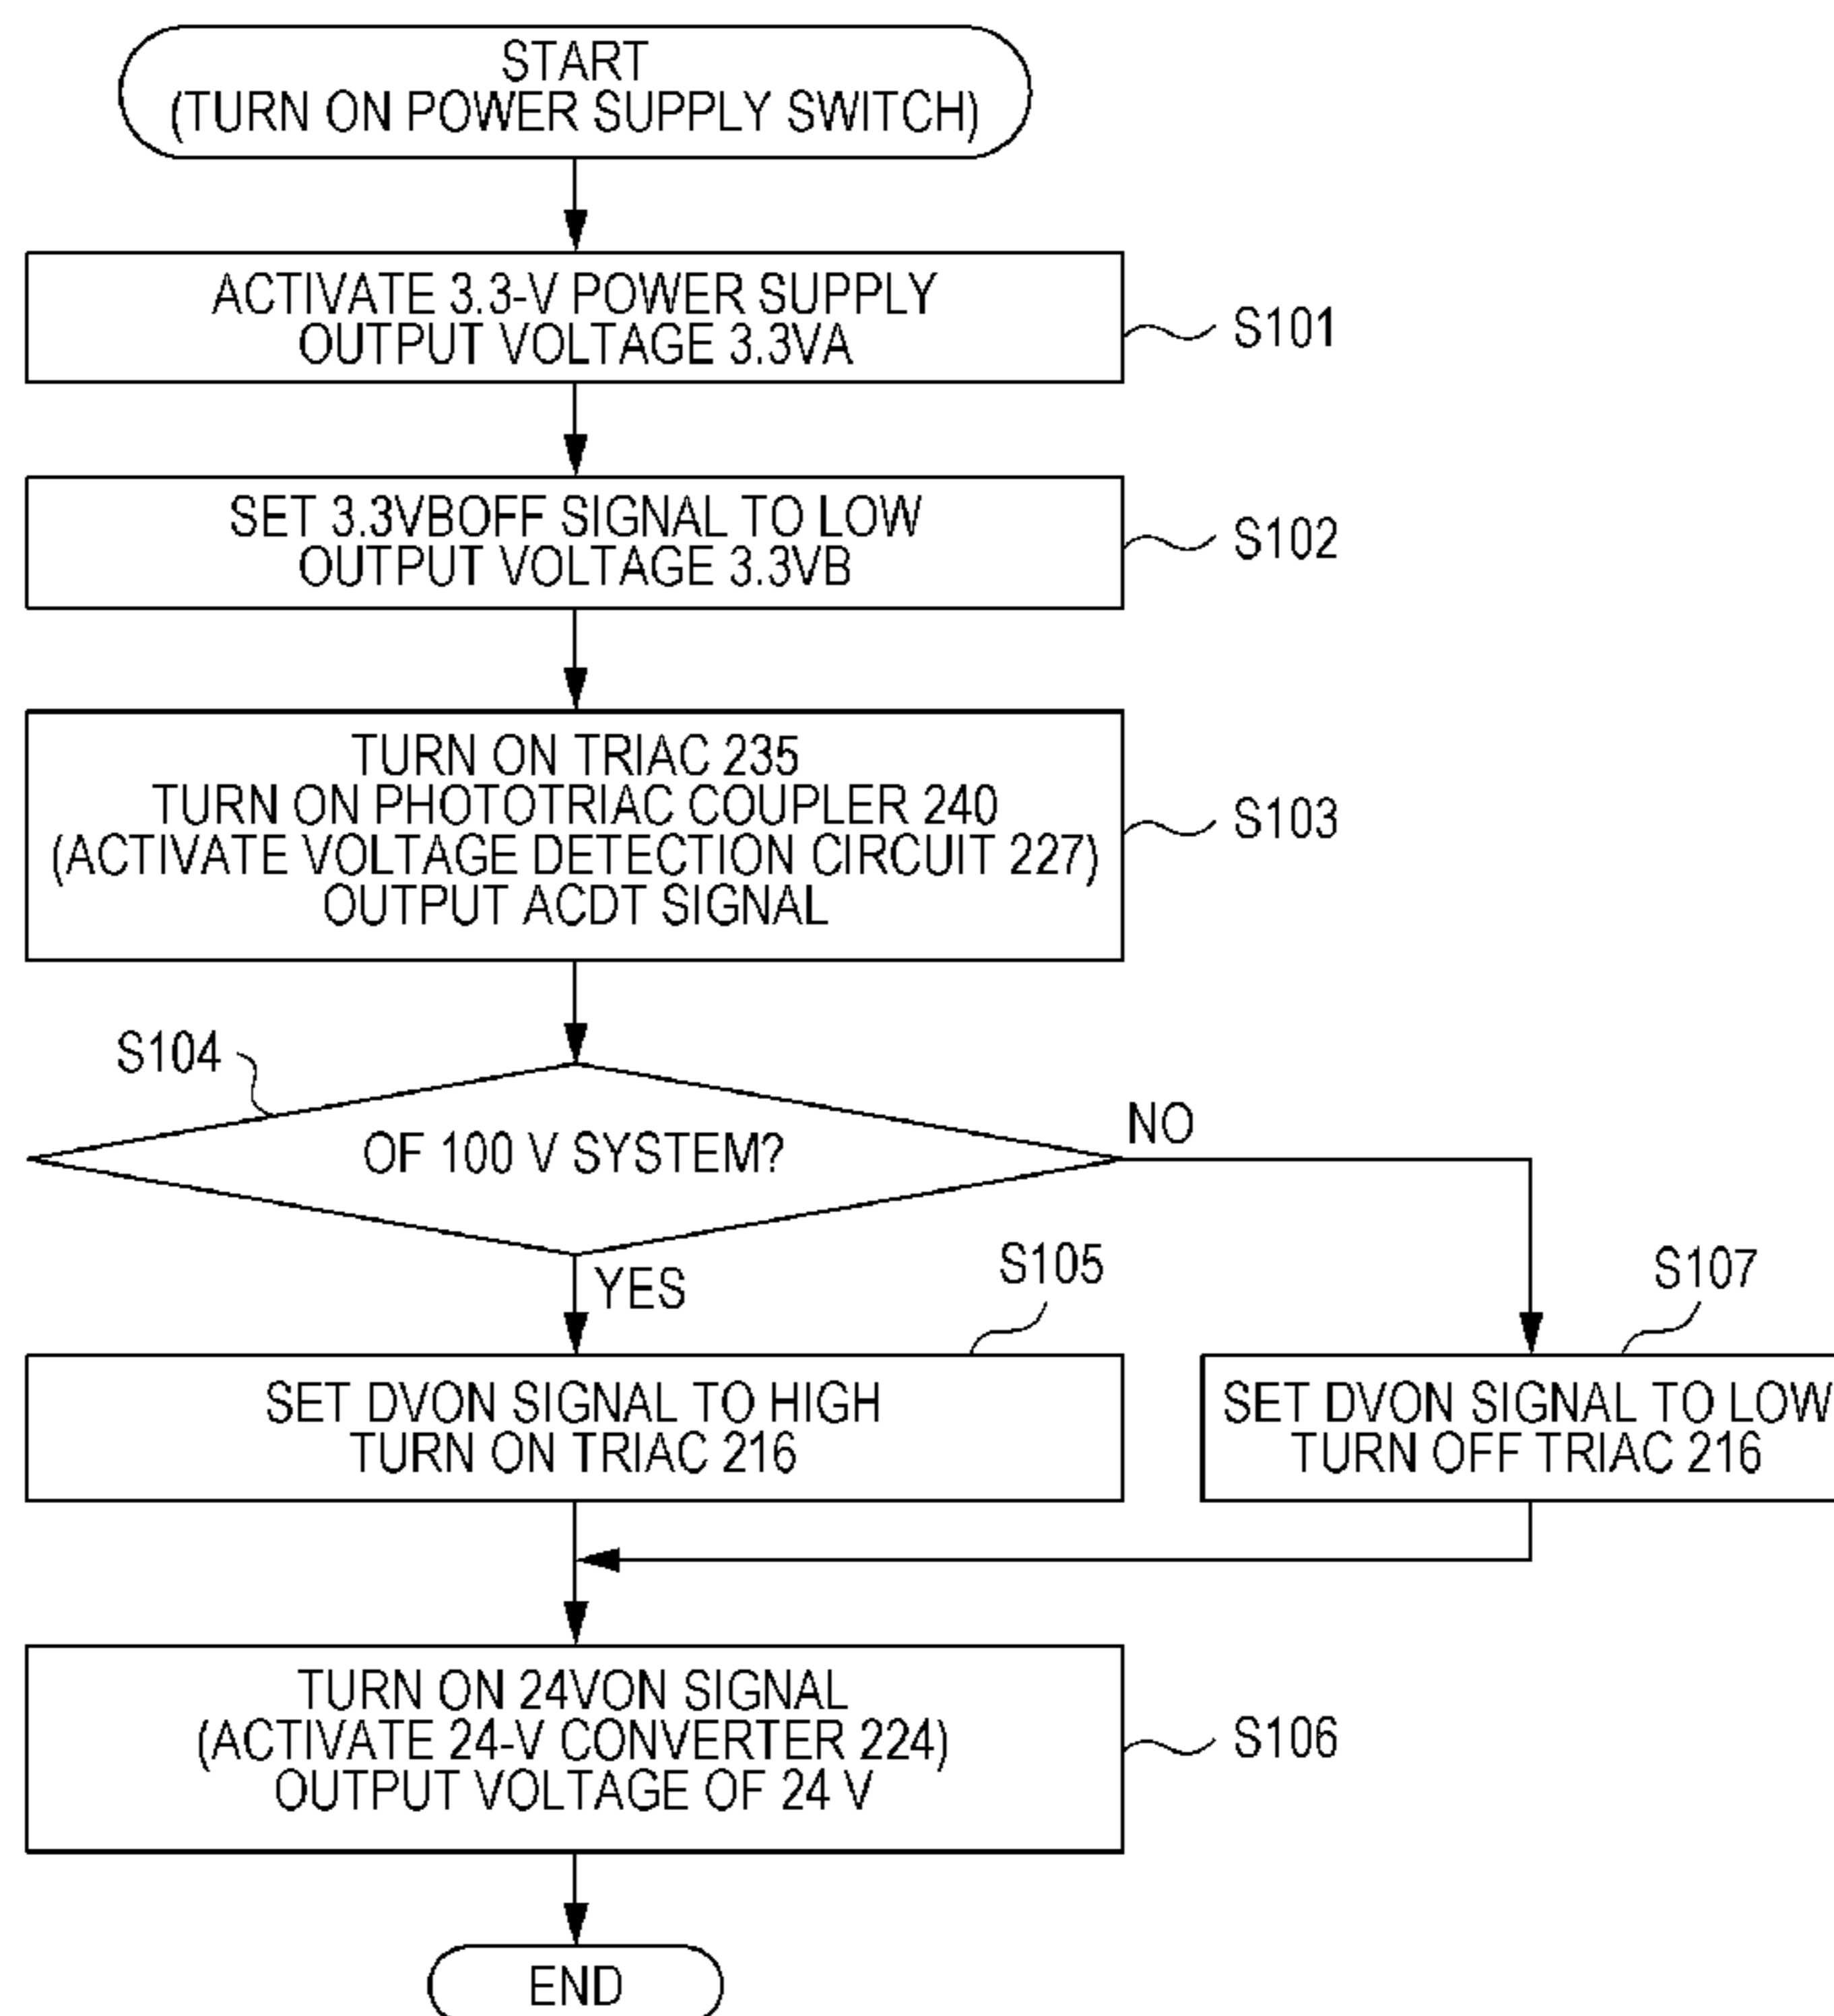 START
(TURN ON POWER SUPPLY SWITCH)
ACTIVATE 3.3-V POWER SUPPLY
OUTPUT VOLTAGE 3.3VA
S101
SET 3.3VBOFF SIGNAL TO LOW
OUTPUT VOLTAGE 3.3VB
S102
TURN ON TRIAC 235
TURN ON PHOTOTRIAC COUPLER 240
(ACTIVATE VOLTAGE DETECTION CIRCUIT 227)
OUTPUT ACDT SIGNAL
S103
S104
OF 100 V SYSTEM?
NO
YES
S105
SET DVON SIGNAL TO HIGH
TURN ON TRIAC 216
S107
SET DVON SIGNAL TO LOW
TURN OFF TRIAC 216
TURN ON 24VON SIGNAL
(ACTIVATE 24-V CONVERTER 224)
OUTPUT VOLTAGE OF 24 V
S106
END